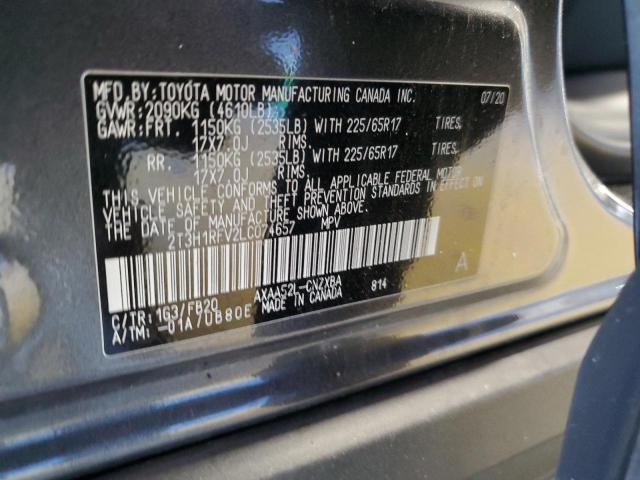 MFD. BY: TOYOTA MOTOR MANUFACTURING CANADA INC. 07/20
GVWR: 2090KG (4610LB)
GAWR: FRT. 1150KG (2535LB) WITH 225/65R17 TIRES.
17X7.0J RIMS.
RR. 1150KG (2535LB) WITH 225/65R17 TIRES.
17X7.0J RIMS.
THIS VEHICLE CONFORMS TO ALL APPLICABLE FEDERAL MOTOR
VEHICLE SAFETY AND THEFT PREVENTION STANDARDS IN EFFECT ON
THE DATE OF MANUFACTURE SHOWN ABOVE.
2T3H1RFV2LC074657 MPV
A
AXAA52L-CNZXBA 814
C/TR: 1G3/FB20 MADE IN CANADA
A/TM: -01A/UB80E